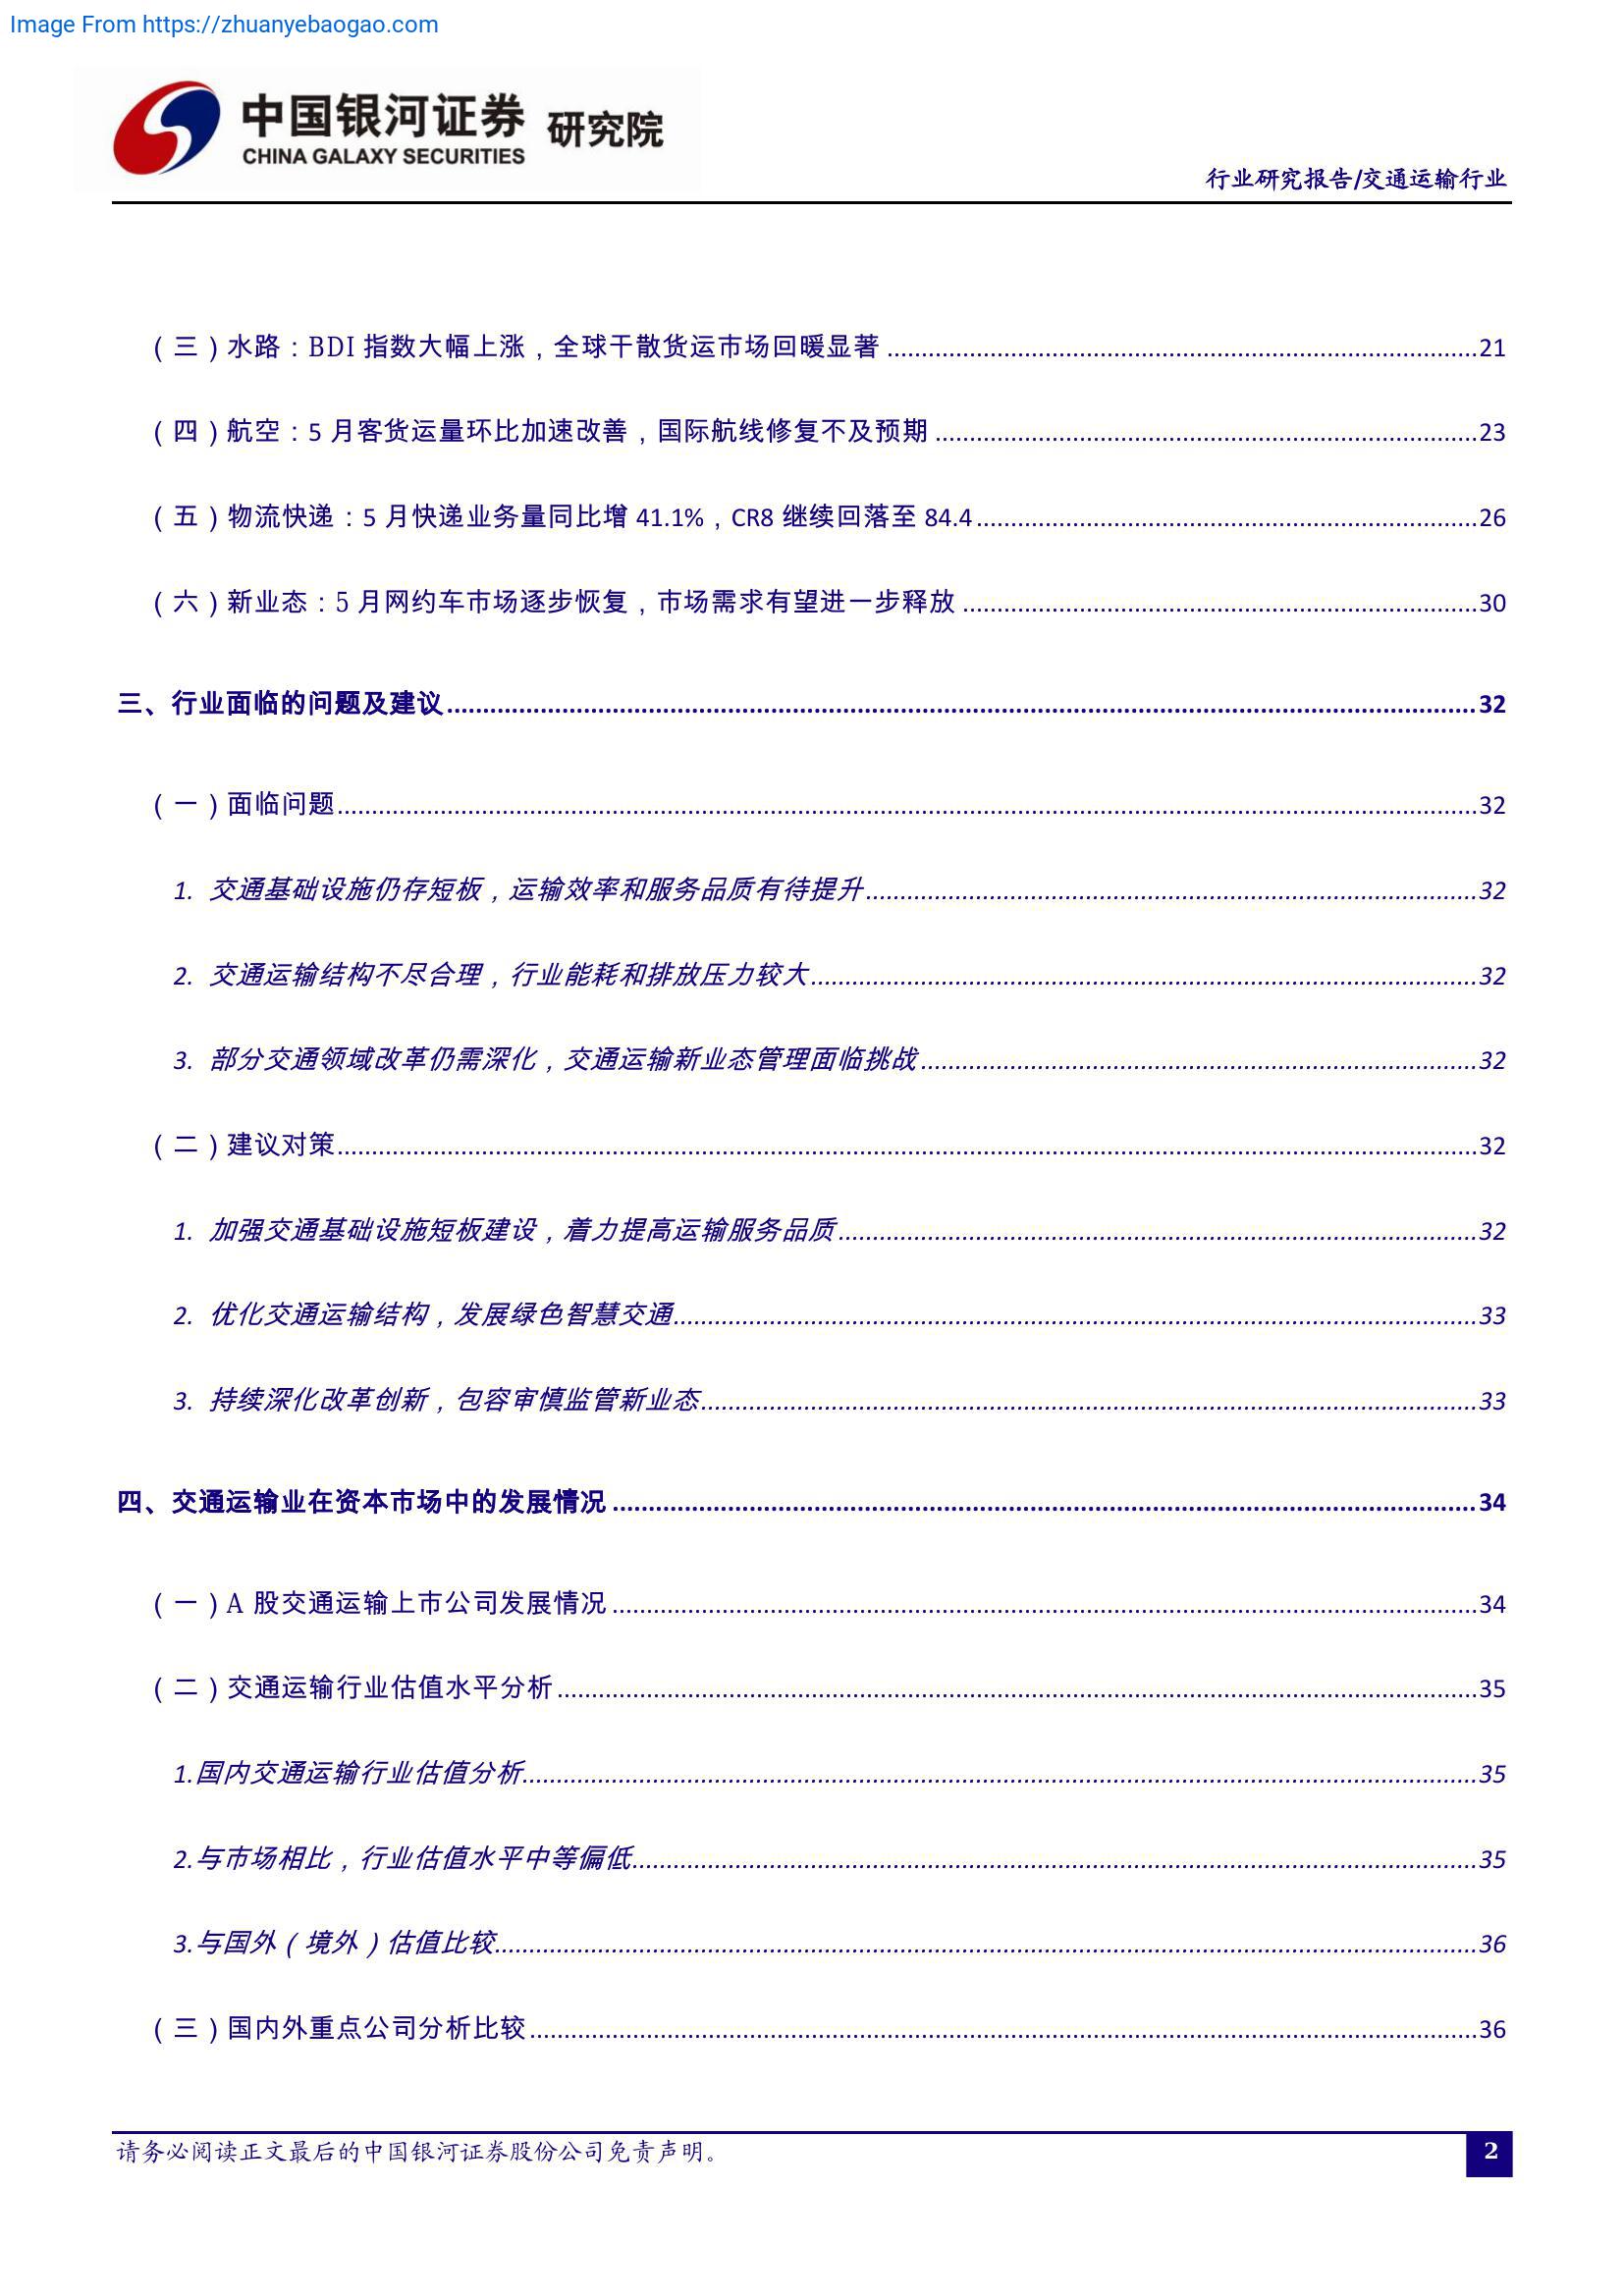 Image From https://zhuanyebaogao.com
中国银河证券 研究院
CHINA GALAXY SECURITIES
行业研究报告/交通运输行业
（三）水路：BDI 指数大幅上涨，全球干散货运市场回暖显著 ........ 21
（四）航空：5 月客货运量环比加速改善，国际航线修复不及预期 ........ 23
（五）物流快递：5 月快递业务量同比增 41.1%，CR8 继续回落至 84.4 ........ 26
（六）新业态：5 月网约车市场逐步恢复，市场需求有望进一步释放 ........ 30
三、行业面临的问题及建议 ........ 32
（一）面临问题 ........ 32
1. 交通基础设施仍存短板，运输效率和服务品质有待提升 ........ 32
2. 交通运输结构不尽合理，行业能耗和排放压力较大 ........ 32
3. 部分交通领域改革仍需深化，交通运输新业态管理面临挑战 ........ 32
（二）建议对策 ........ 32
1. 加强交通基础设施短板建设，着力提高运输服务品质 ........ 32
2. 优化交通运输结构，发展绿色智慧交通 ........ 33
3. 持续深化改革创新，包容审慎监管新业态 ........ 33
四、交通运输业在资本市场中的发展情况 ........ 34
（一）A 股交通运输上市公司发展情况 ........ 34
（二）交通运输行业估值水平分析 ........ 35
1.国内交通运输行业估值分析 ........ 35
2.与市场相比，行业估值水平中等偏低 ........ 35
3.与国外（境外）估值比较 ........ 36
（三）国内外重点公司分析比较 ........ 36
请务必阅读正文最后的中国银河证券股份公司免责声明。
2